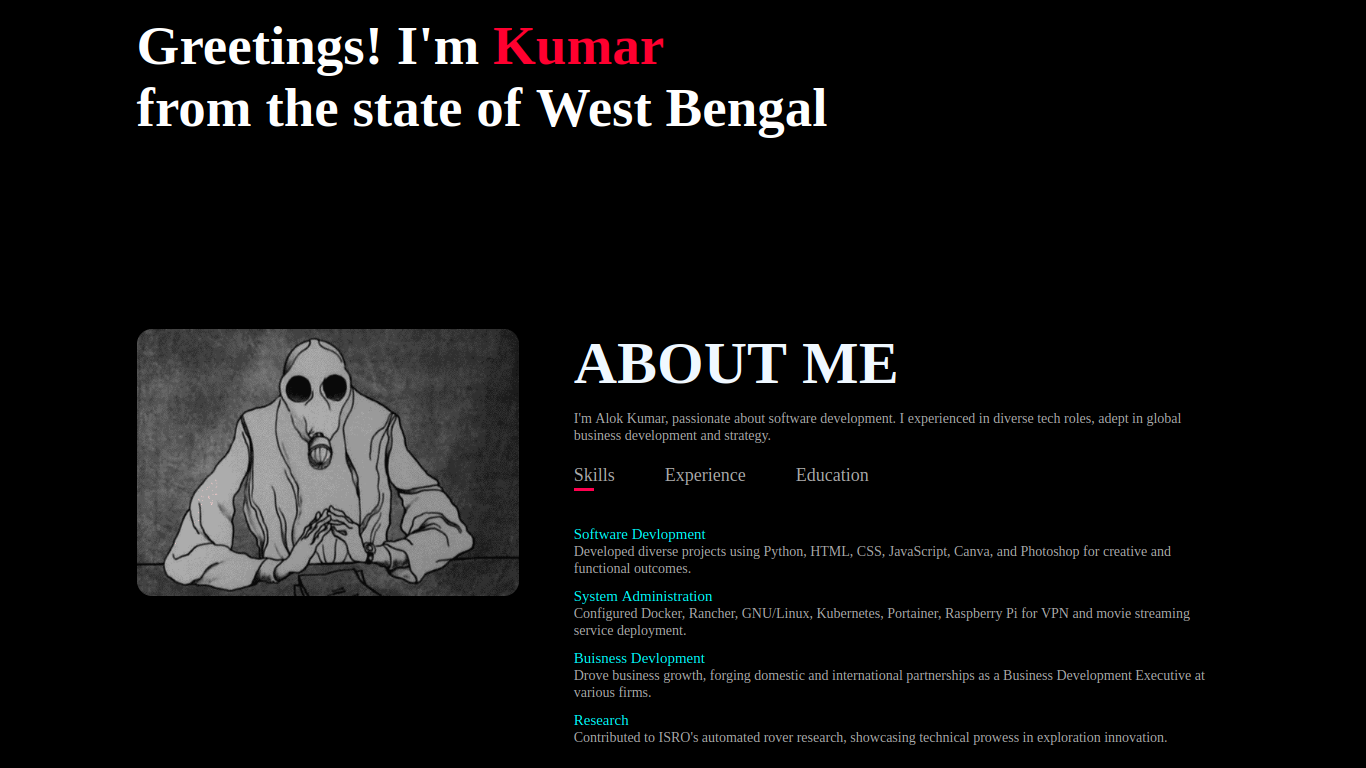 Greetings! I'm Kumar
from the state of West Bengal
ABOUT ME
I'm Alok Kumar, passionate about software development. I experienced in diverse tech roles, adept in global
business development and strategy.
Skills Experience Education
Software Devlopment
Developed diverse projects using Python, HTML, CSS, JavaScript, Canva, and Photoshop for creative and
functional outcomes.
System Administration
Configured Docker, Rancher, GNU/Linux, Kubernetes, Portainer, Raspberry Pi for VPN and movie streaming
service deployment.
Buisness Devlopment
Drove business growth, forging domestic and international partnerships as a Business Development Executive at
various firms.
Research
Contributed to ISRO's automated rover research, showcasing technical prowess in exploration innovation.